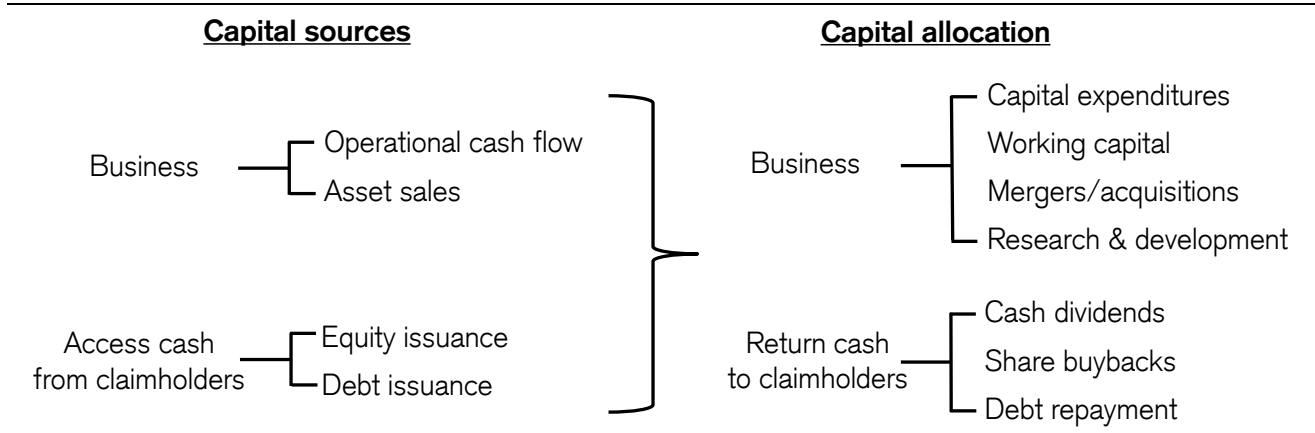 Capital sources
Business
Operational cash flow
Asset sales
Access cash
from claimholders
Equity issuance
Debt issuance
Capital allocation
Business
Capital expenditures
Working capital
Mergers/acquisitions
Research & development
Return cash
to claimholders
Cash dividends
Share buybacks
Debt repayment